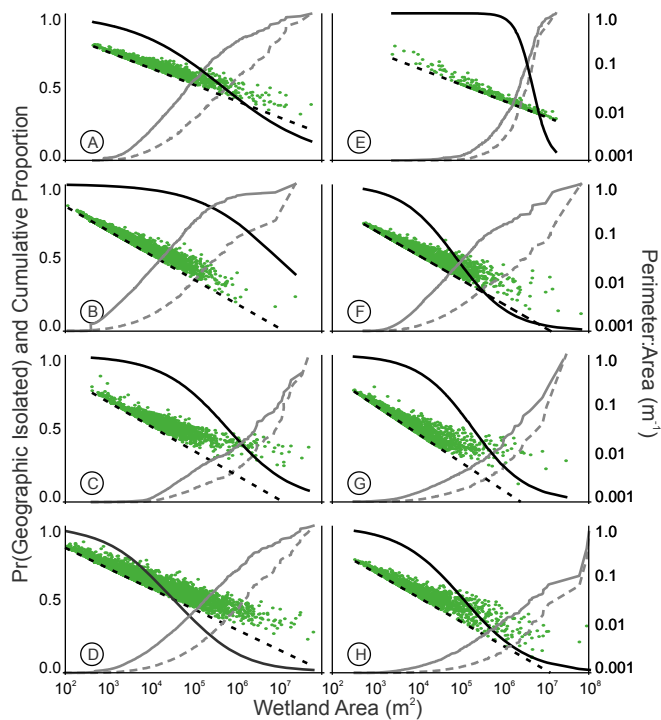 Pr(Geographic Isolated) and Cumulative Proportion
1.0
0.5
0.0
A
E
1.0
0.1
0.01
0.001
1.0
0.5
0.0
B
F
1.0
0.1
0.01
0.001
1.0
0.5
0.0
C
G
1.0
0.1
0.01
0.001
1.0
0.5
0.0
D
H
1.0
0.1
0.01
0.001
Perimeter:Area (m⁻¹)
10² 10³ 10⁴ 10⁵ 10⁶ 10⁷ 10² 10³ 10⁴ 10⁵ 10⁶ 10⁷ 10⁸
Wetland Area (m²)